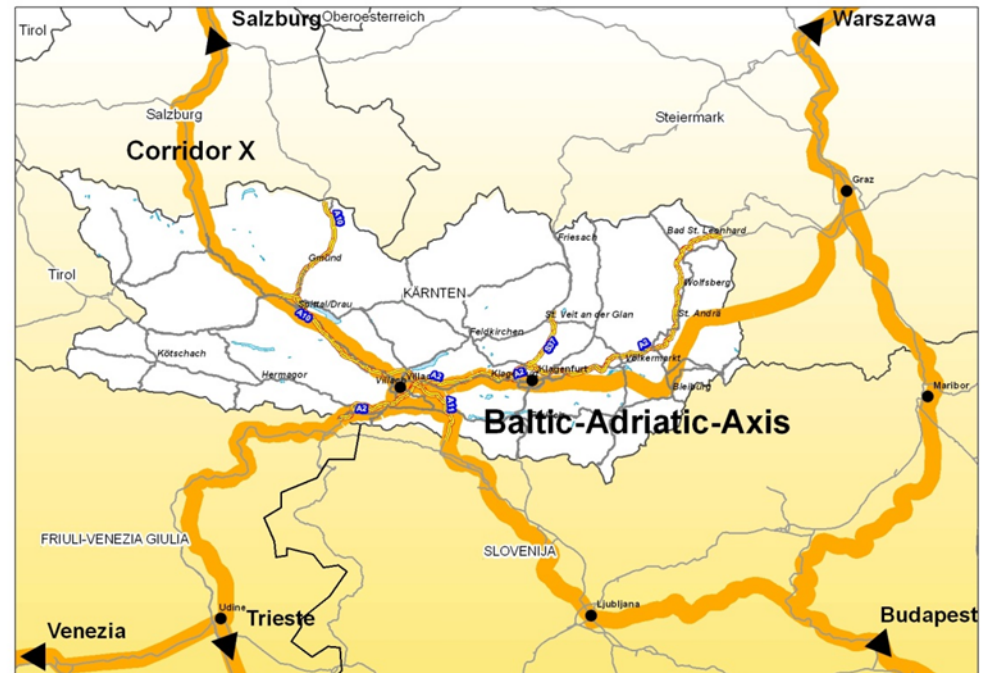 Salzburg
Oberoesterreich
Warszawa
Tirol
Salzburg
Steiermark
Corridor X
Graz
A10
Friesach
Bad St. Leonhard
Gmünd
Tirol
Wolfsberg
KÄRNTEN
Spittal/Drau
A10
St. Veit an der Glan
St. Andrä
Feldkirchen
S37
A2
Kötschach
Völkermarkt
Hermagor
A2
A2
Klagenfurt
Bleiburg
Maribor
A2
A11
Baltic-Adriatic-Axis
FRIULI-VENEZIA GIULIA
SLOVENIJA
Udine
Trieste
Ljubljana
Budapest
Venezia